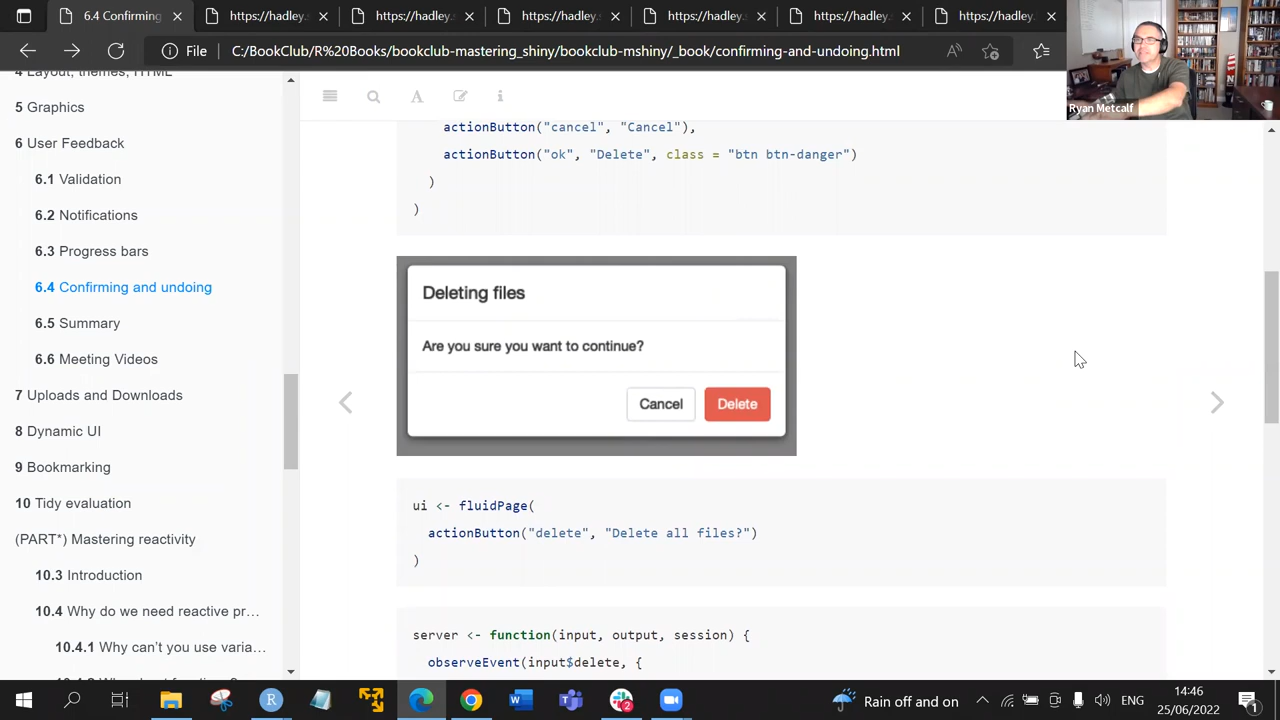 6.4 Confirming
https://hadley.
https://hadley.
https://hadley.
https://hadley.
https://hadley.
https://hadley.
File
C:/BookClub/R%20Books/bookclub-mastering_shiny/bookclub-mshiny/_book/confirming-and-undoing.html
Ryan Metcalf
4 Layout, themes, HTML
5 Graphics
6 User Feedback
6.1 Validation
6.2 Notifications
6.3 Progress bars
6.4 Confirming and undoing
6.5 Summary
6.6 Meeting Videos
7 Uploads and Downloads
8 Dynamic UI
9 Bookmarking
10 Tidy evaluation
(PART*) Mastering reactivity
10.3 Introduction
10.4 Why do we need reactive pr…
10.4.1 Why can't you use varia…
actionButton("cancel", "Cancel"),
actionButton("ok", "Delete", class = "btn btn-danger")
)
)
Deleting files
Are you sure you want to continue?
Cancel
Delete
ui <- fluidPage(
actionButton("delete", "Delete all files?")
)
server <- function(input, output, session) {
observeEvent(input$delete, {
Rain off and on
ENG
14:46
25/06/2022